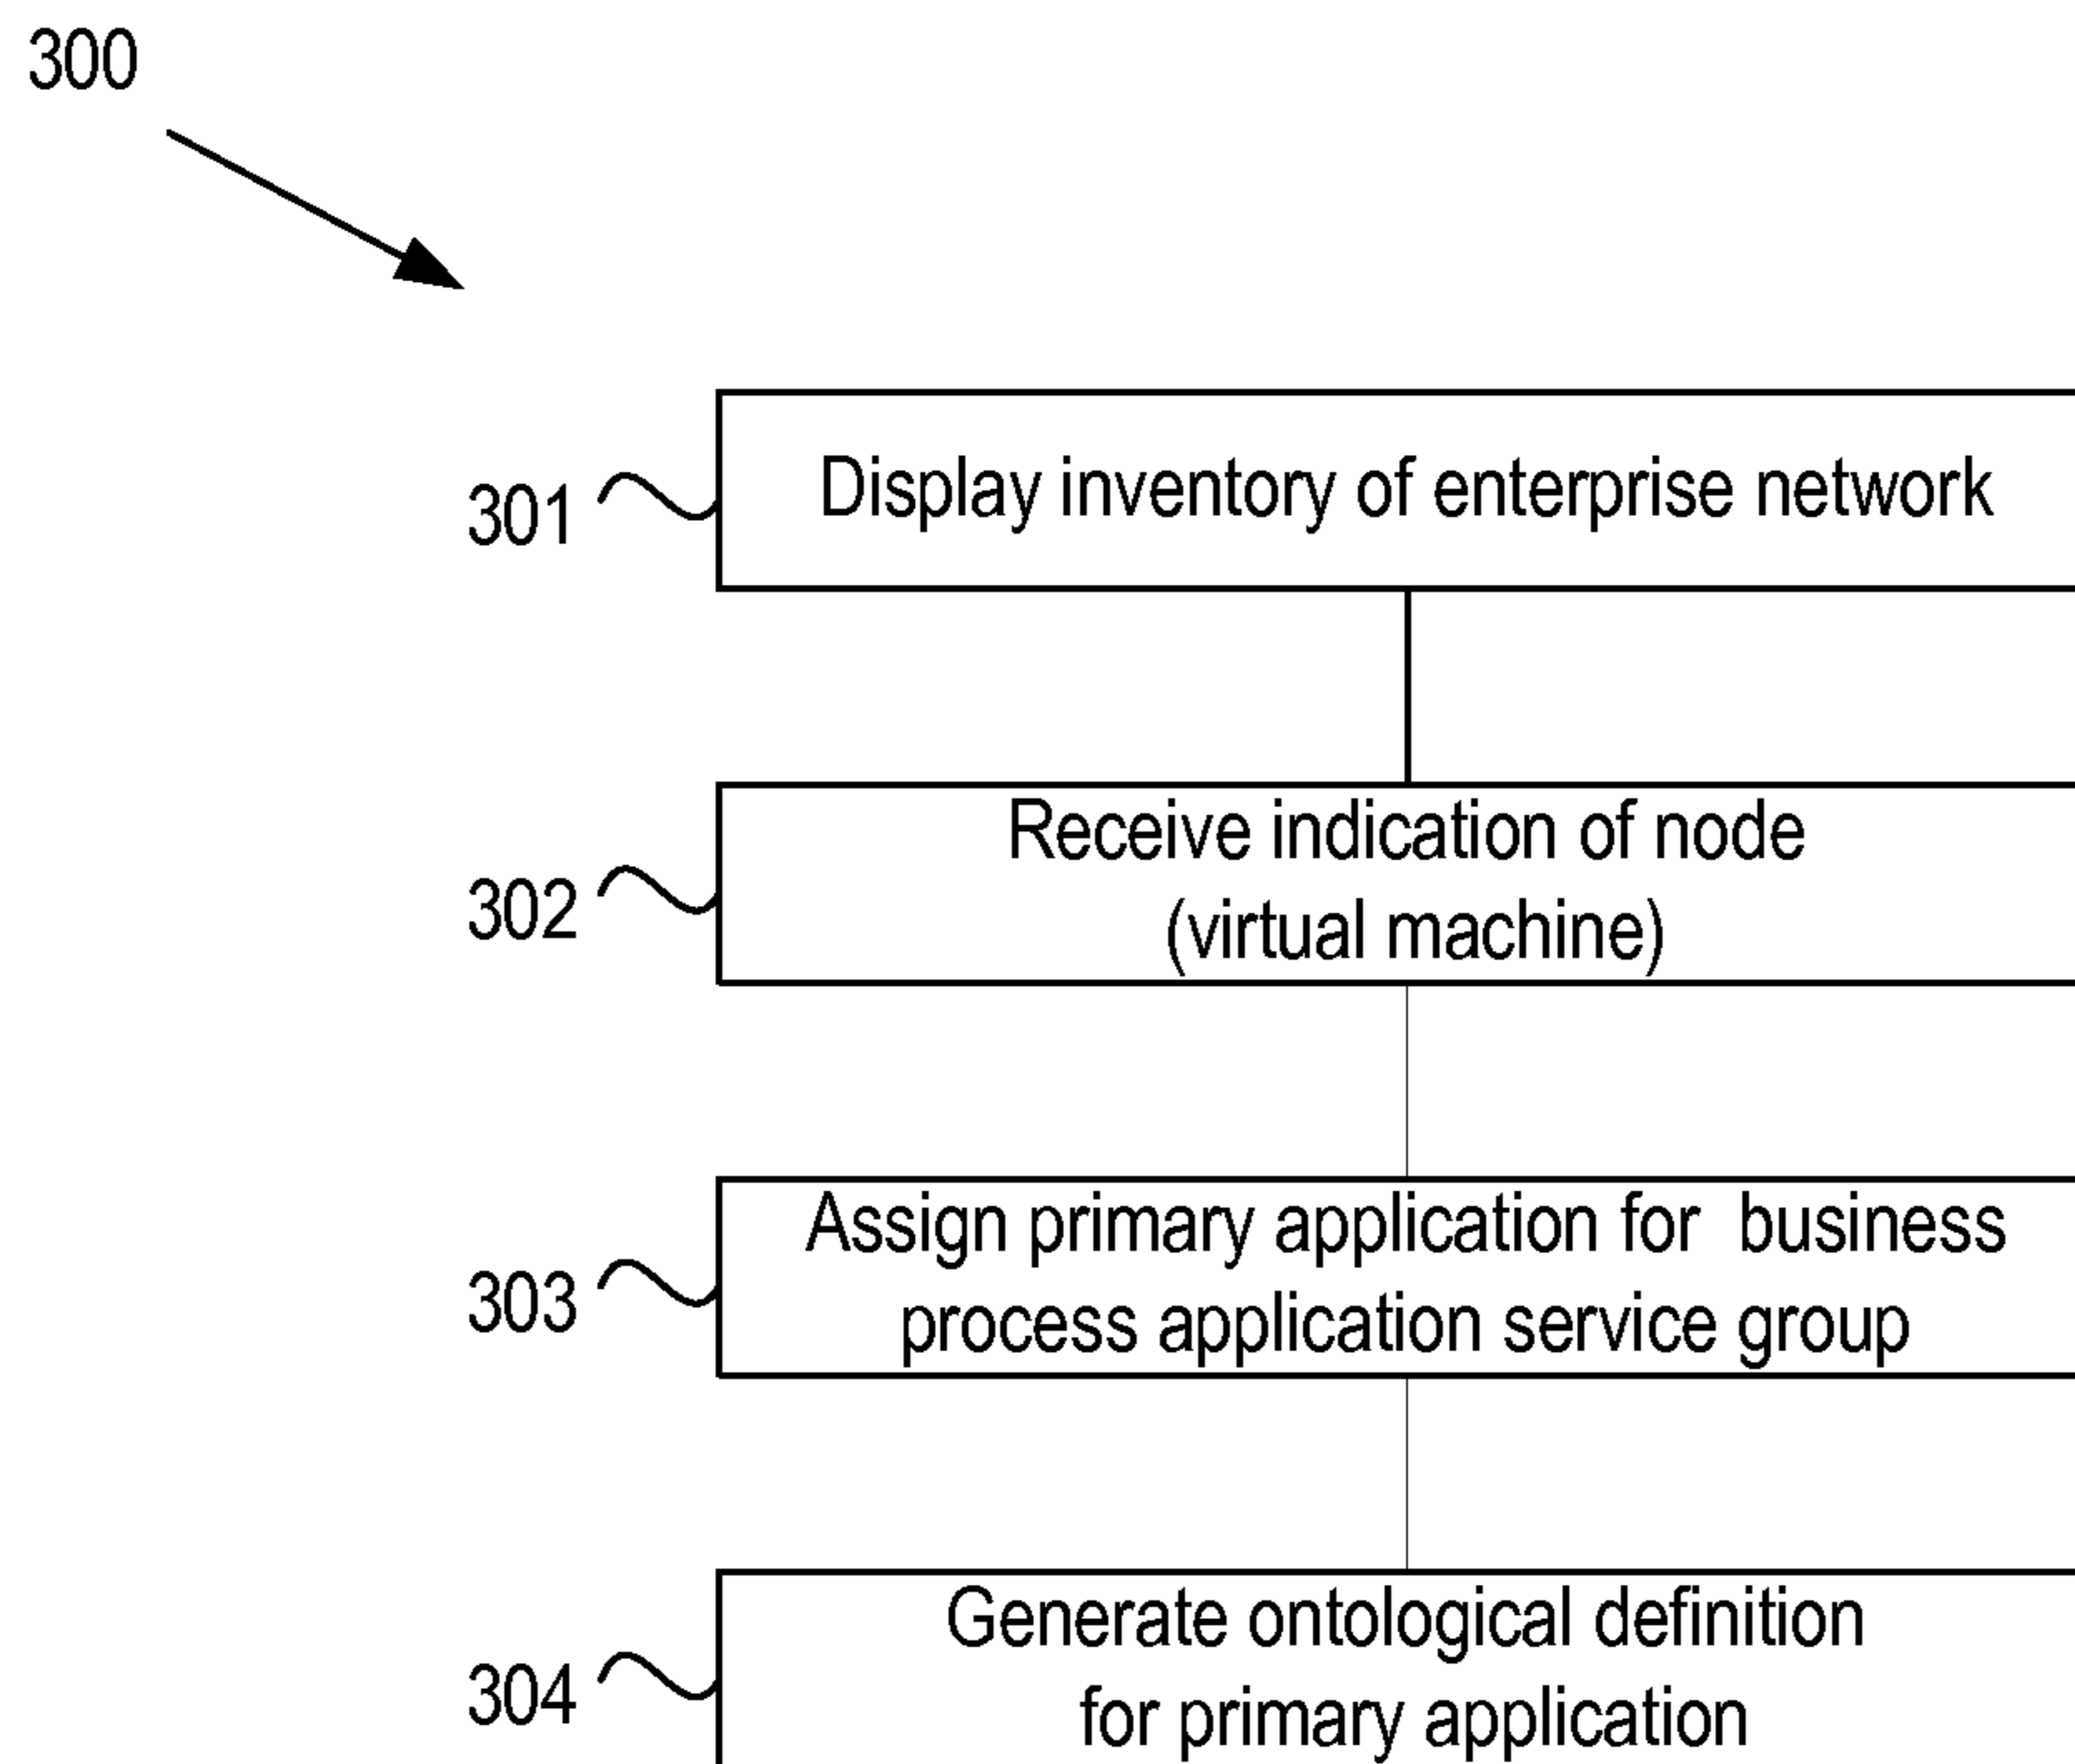 300
301
Display inventory of enterprise network
302
Receive indication of node
(virtual machine)
303
Assign primary application for business
process application service group
304
Generate ontological definition
for primary application